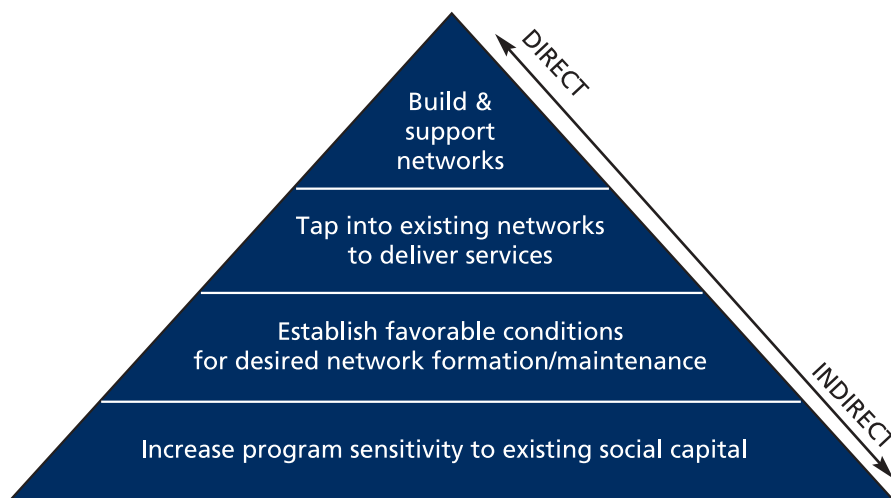 DIRECT
Build &
support
networks
Tap into existing networks
to deliver services
Establish favorable conditions
for desired network formation/maintenance
INDIRECT
Increase program sensitivity to existing social capital